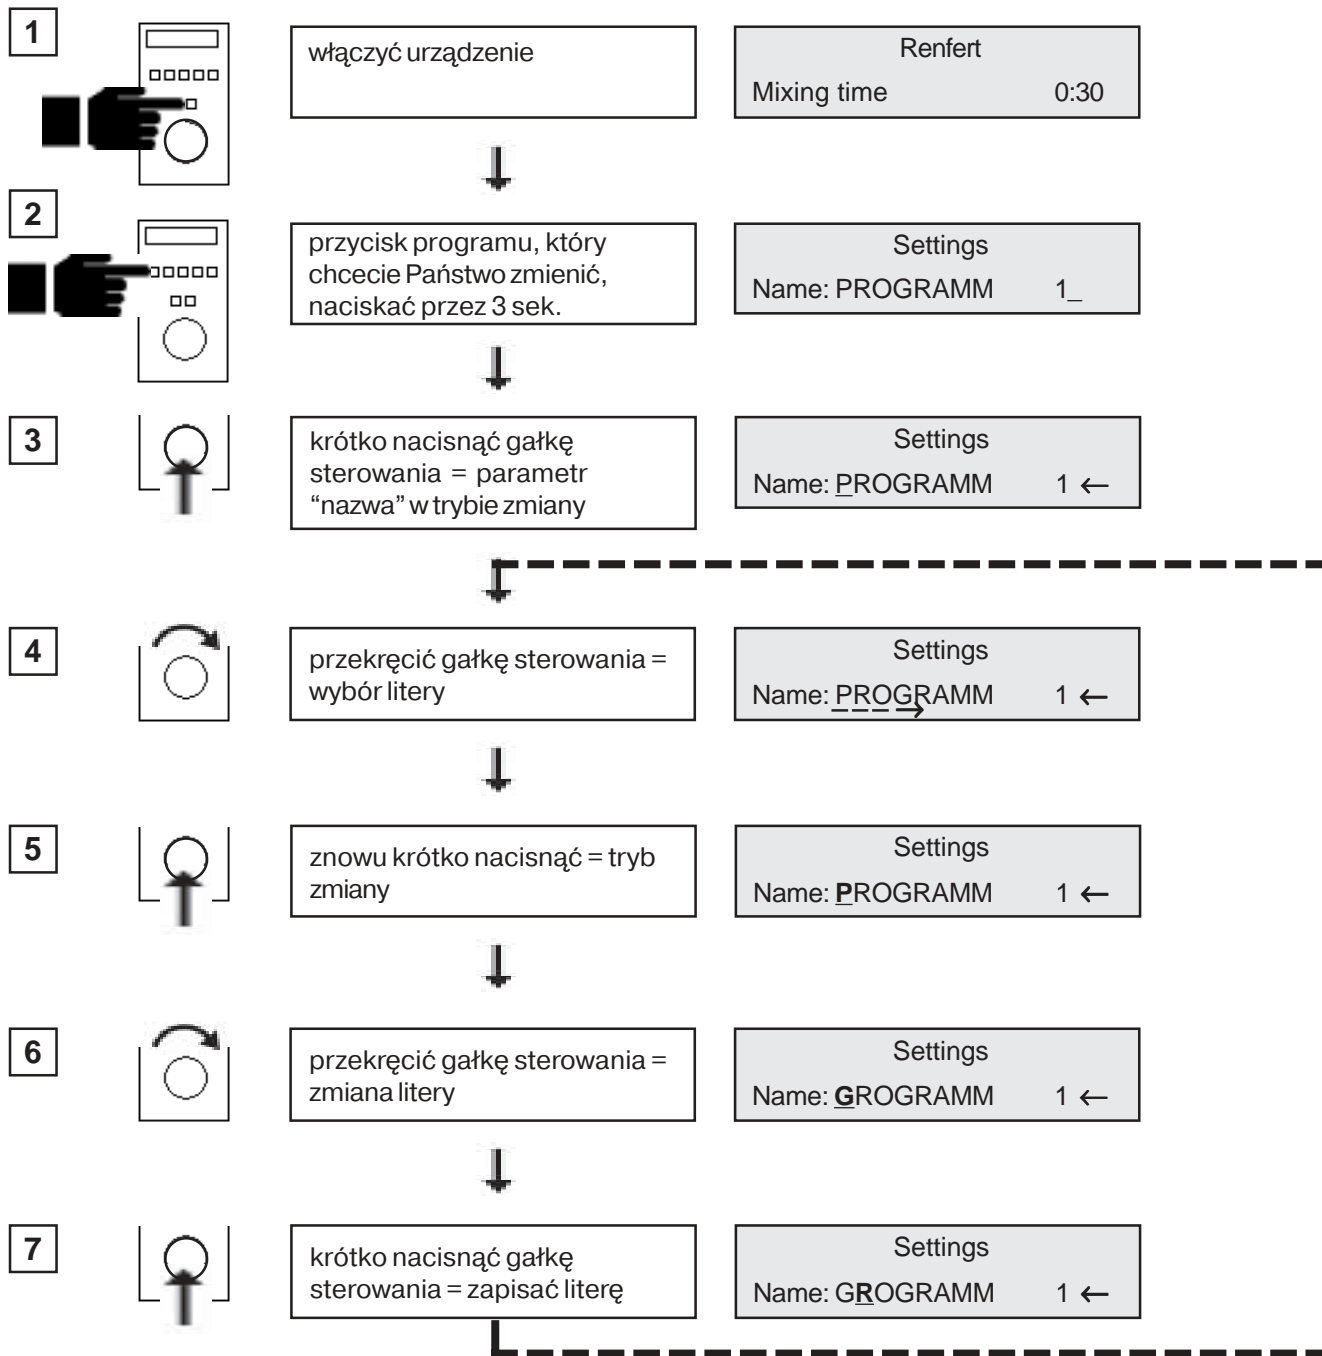 1
włączyć urządzenie
Renfert
Mixing time 0:30
2
przycisk programu, który
chcecie Państwo zmienić,
naciskać przez 3 sek.
Settings
Name: PROGRAMM 1_
3
krótko nacisnąć gałkę
sterowania = parametr
“nazwa” w trybie zmiany
Settings
Name: PROGRAMM 1 ←
4
przekręcić gałkę sterowania =
wybór litery
Settings
Name: PROGRAMM 1 ←
5
znowu krótko nacisnąć = tryb
zmiany
Settings
Name: PROGRAMM 1 ←
6
przekręcić gałkę sterowania =
zmiana litery
Settings
Name: GROGRAMM 1 ←
7
krótko nacisnąć gałkę
sterowania = zapisać literę
Settings
Name: GROGRAMM 1 ←